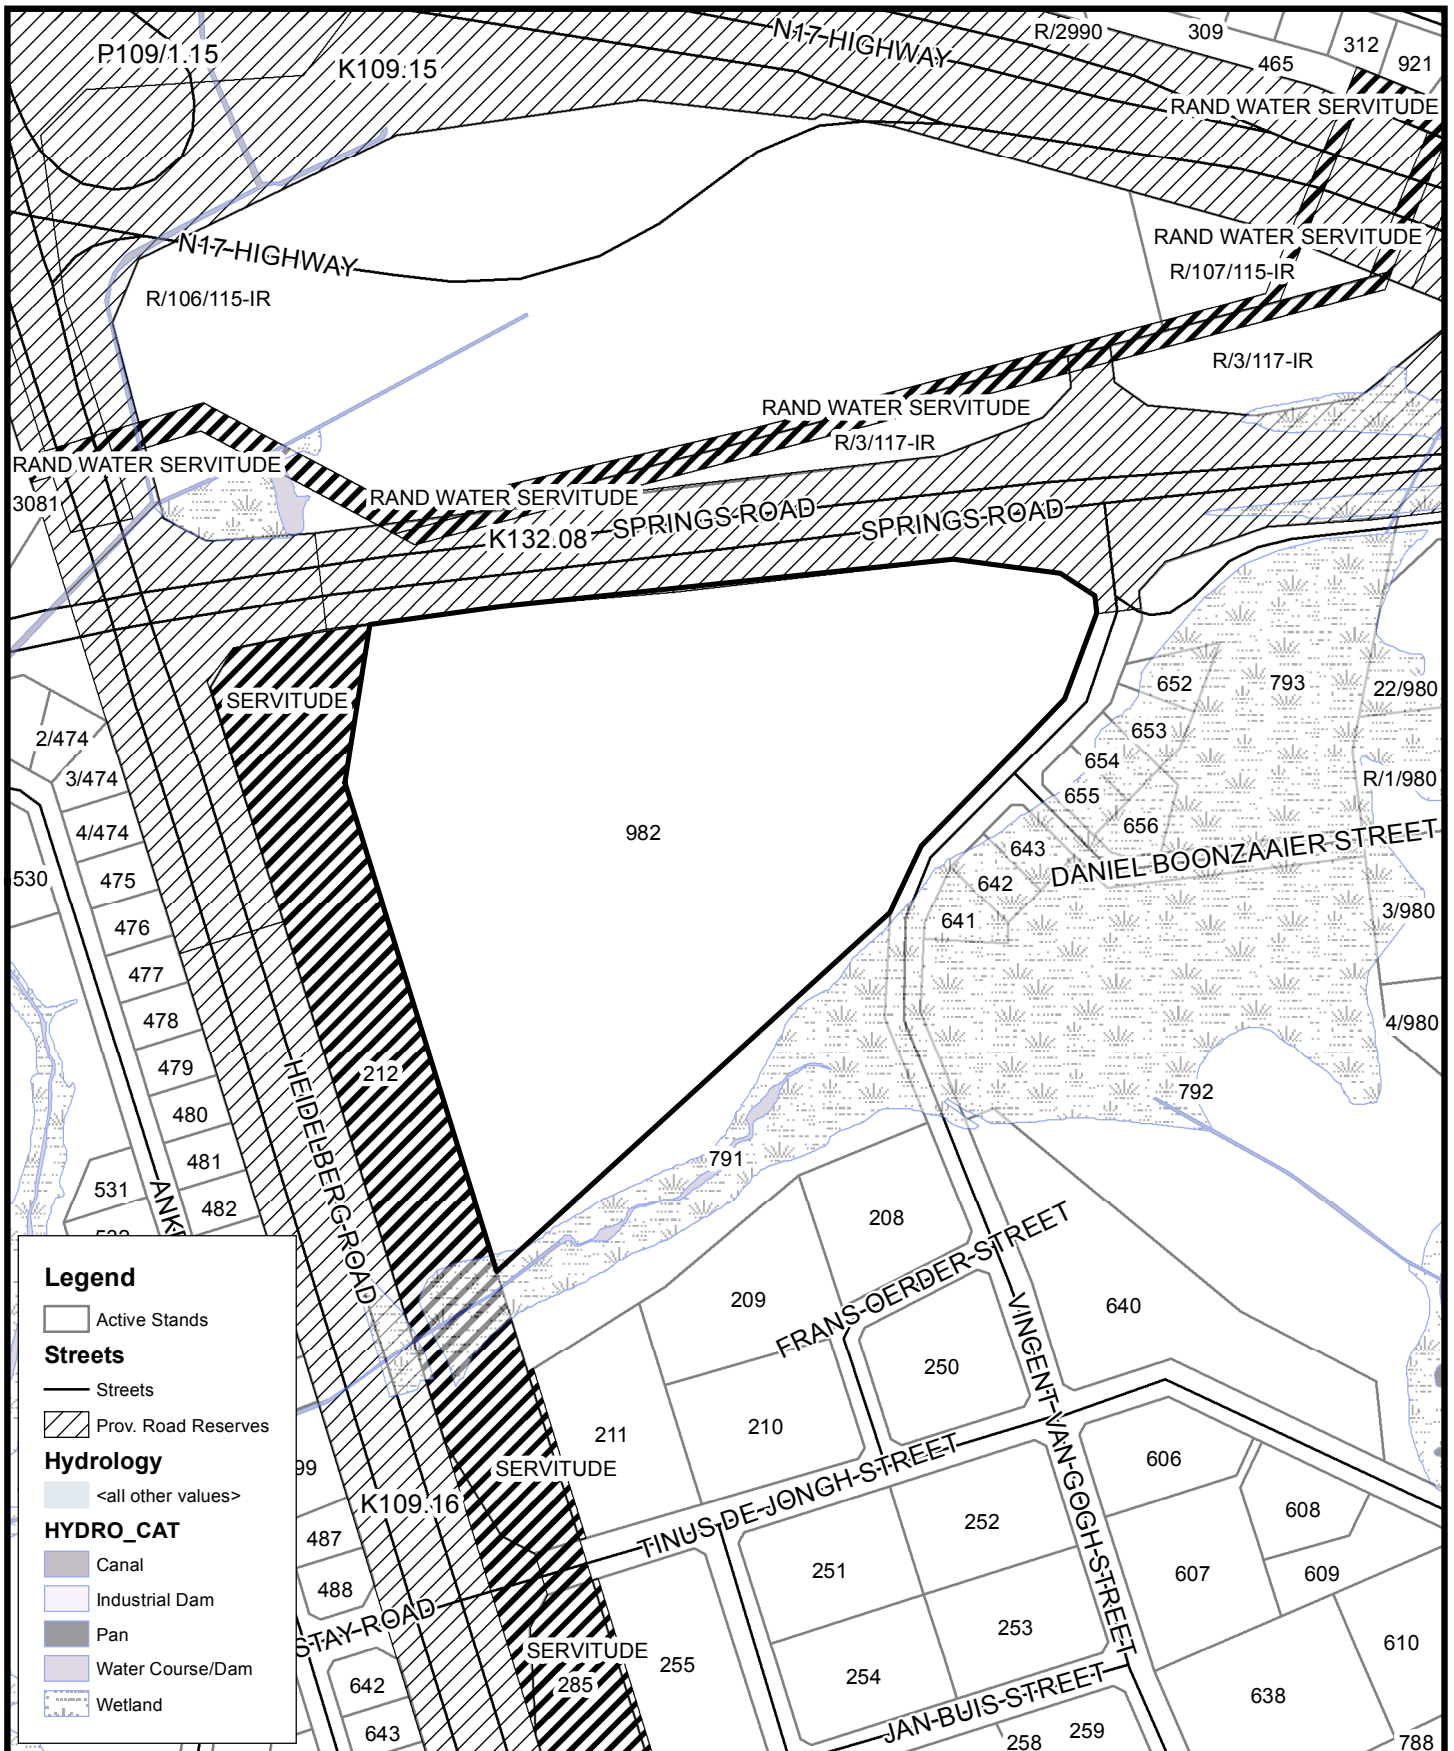 N17-HIGHWAY
R/2990
309
465
312
921
P109/1.15
K109.15
RAND WATER SERVITUDE
N17-HIGHWAY
RAND WATER SERVITUDE
R/107/115-IR
R/106/115-IR
R/3/117-IR
RAND WATER SERVITUDE
R/3/117-IR
RAND WATER SERVITUDE
3081
RAND WATER SERVITUDE
K132.08
SPRINGS-ROAD
SPRINGS-ROAD
SERVITUDE
652
793
22/980
653
2/474
654
3/474
R/1/980
655
656
4/474
982
DANIEL BOONZAAIER STREET
643
530
475
642
3/980
641
476
477
478
4/980
479
HEIDELBERG-ROAD
212
792
480
791
481
531
482
208
209
FRANS-OERDER-STREET
640
VINCENT-VAN-GOGH-STREET
250
210
211
SERVITUDE
606
TINUS-DE-JONGH-STREET
K109.16
487
252
608
488
251
607
609
STAY-ROAD
253
SERVITUDE
255
254
610
285
642
638
JAN-BUIS-STREET
643
258
259
788
Legend
Active Stands
Streets
Streets
Prov. Road Reserves
Hydrology
<all other values>
HYDRO_CAT
Canal
Industrial Dam
Pan
Water Course/Dam
Wetland